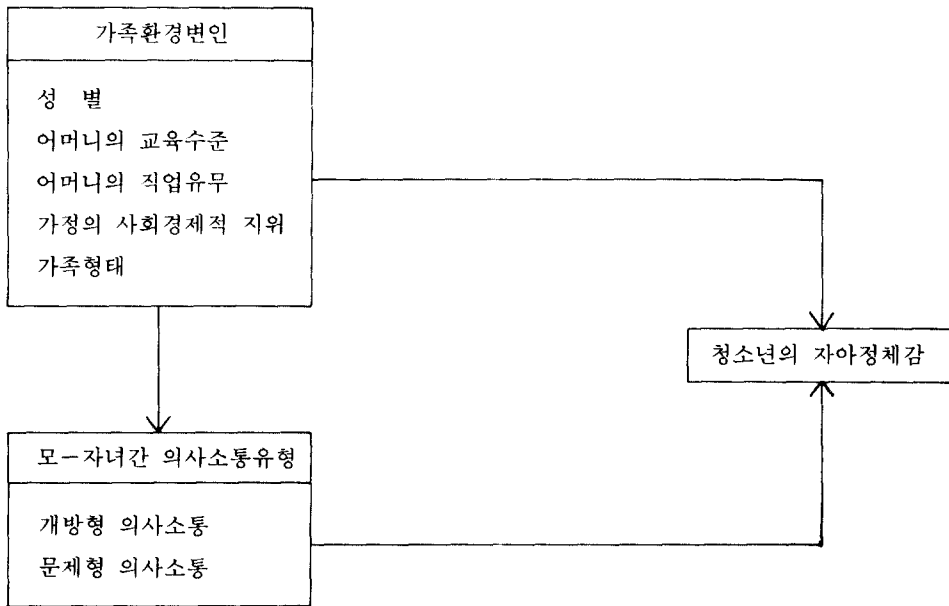 가족환경변인
성 별
어머니의 교육수준
어머니의 직업유무
가정의 사회경제적 지위
가족형태
청소년의 자아정체감
모-자녀간 의사소통유형
개방형 의사소통
문제형 의사소통